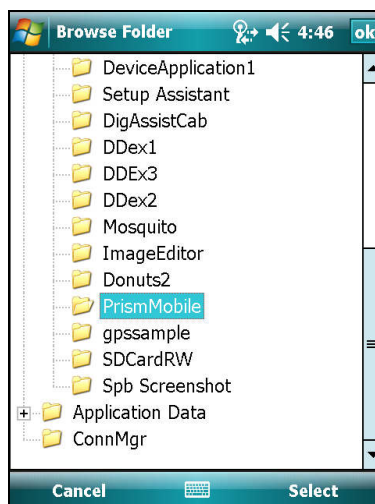 Browse Folder 4:46 ok
DeviceApplication1
Setup Assistant
DigAssistCab
DDex1
DDEx3
DDex2
Mosquito
ImageEditor
Donuts2
PrismMobile
gpssample
SDCardRW
Spb Screenshot
Application Data
ConnMgr
Cancel Select